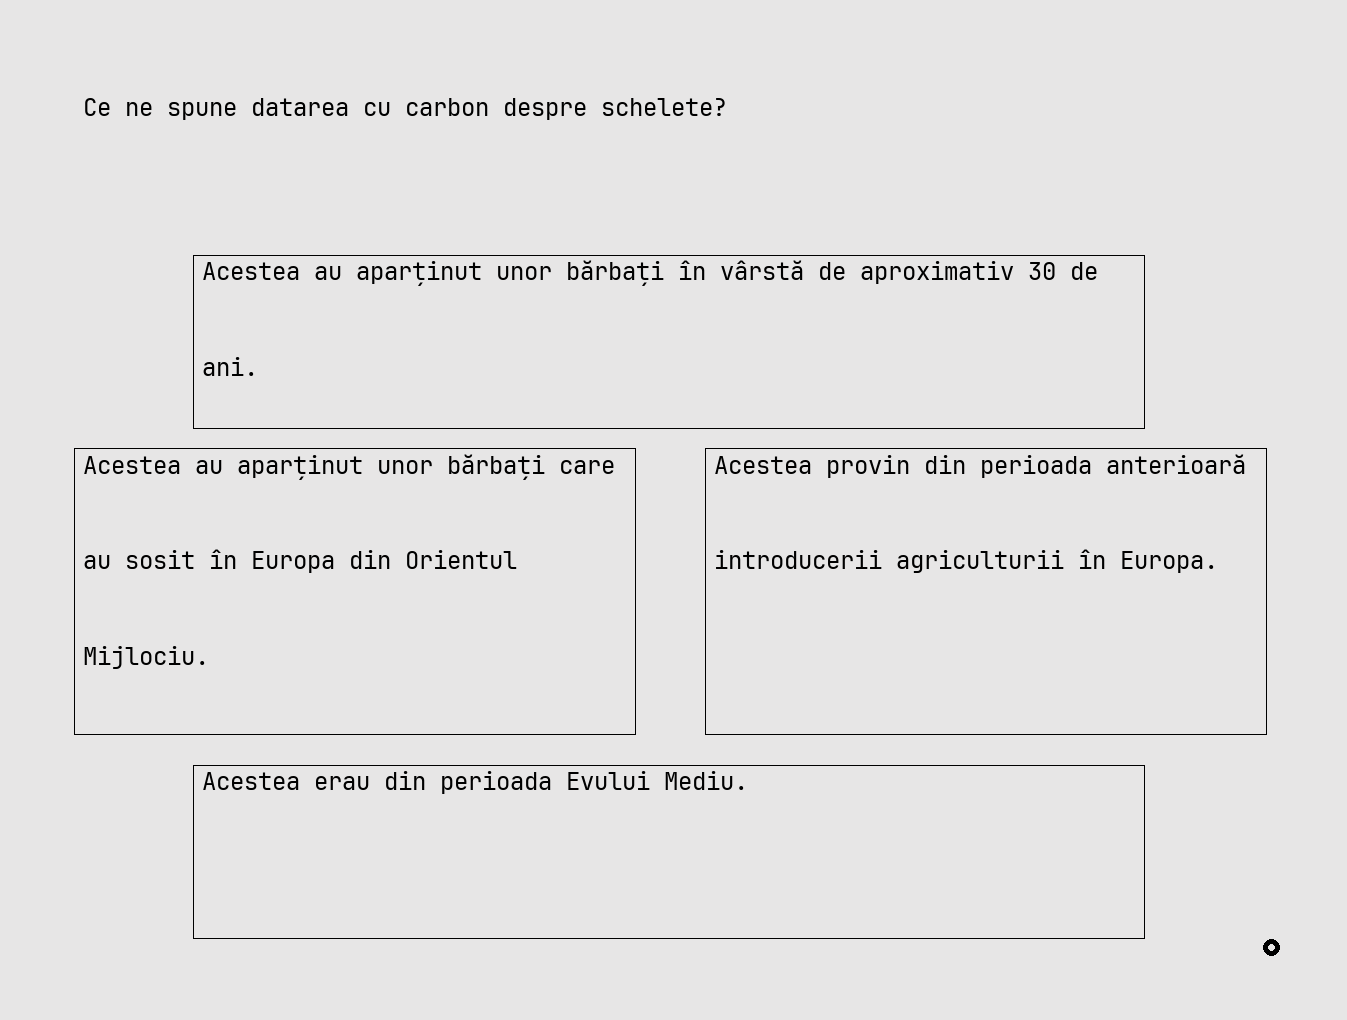 Ce ne spune datarea cu carbon despre schelete?
Acestea au aparținut unor bărbați în vârstă de aproximativ 30 de
ani.
Acestea au aparținut unor bărbați care
au sosit în Europa din Orientul
Mijlociu.
Acestea provin din perioada anterioară
introducerii agriculturii în Europa.
Acestea erau din perioada Evului Mediu.